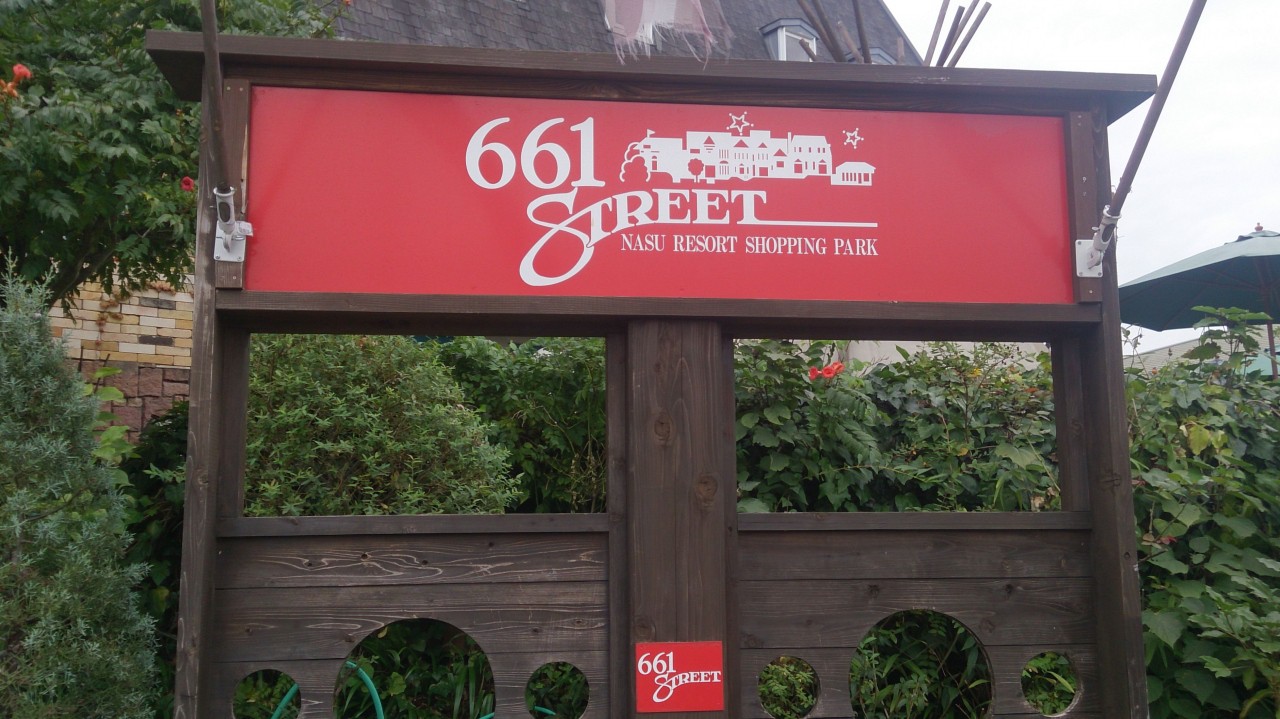 661
STREET
NASU RESORT SHOPPING PARK
661
STREET